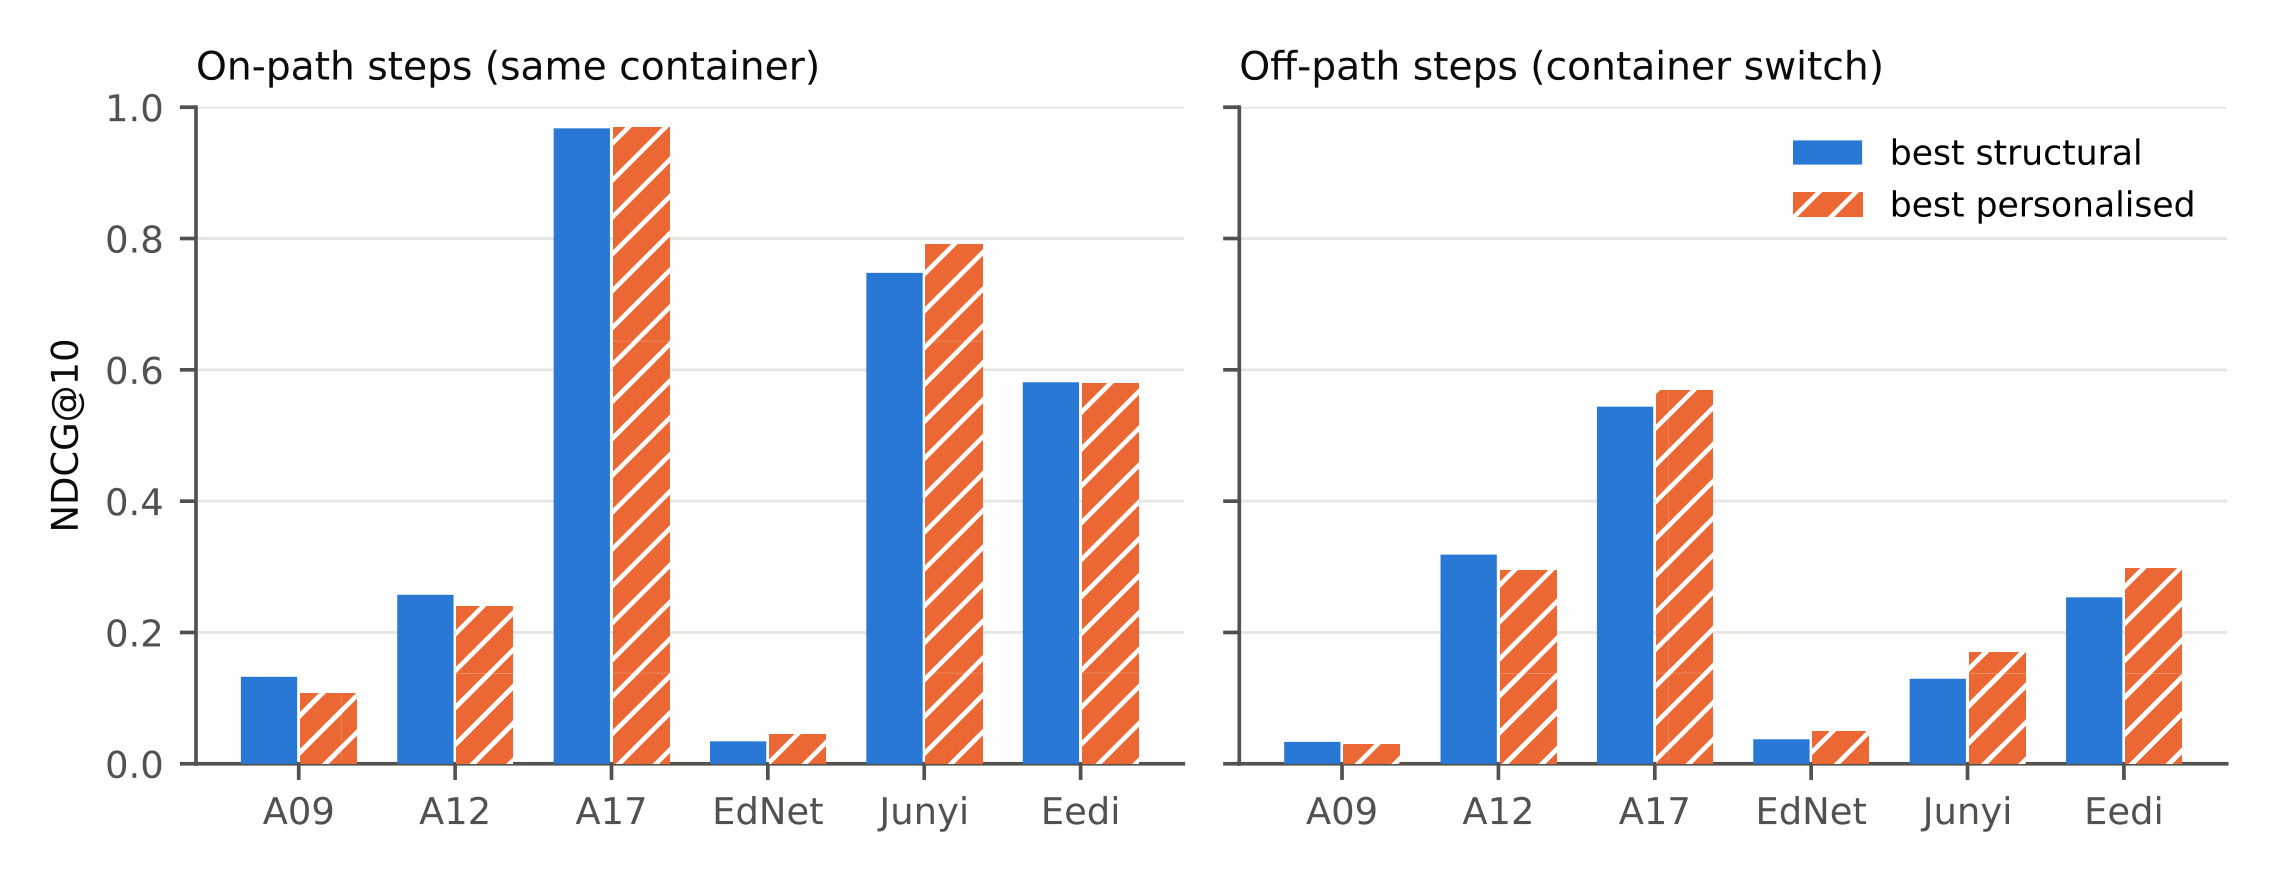 On-path steps (same container)
Off-path steps (container switch)
NDCG@10
1.0
0.8
0.6
0.4
0.2
0.0
best structural
best personalised
A09 A12 A17 EdNet Junyi Eedi
A09 A12 A17 EdNet Junyi Eedi